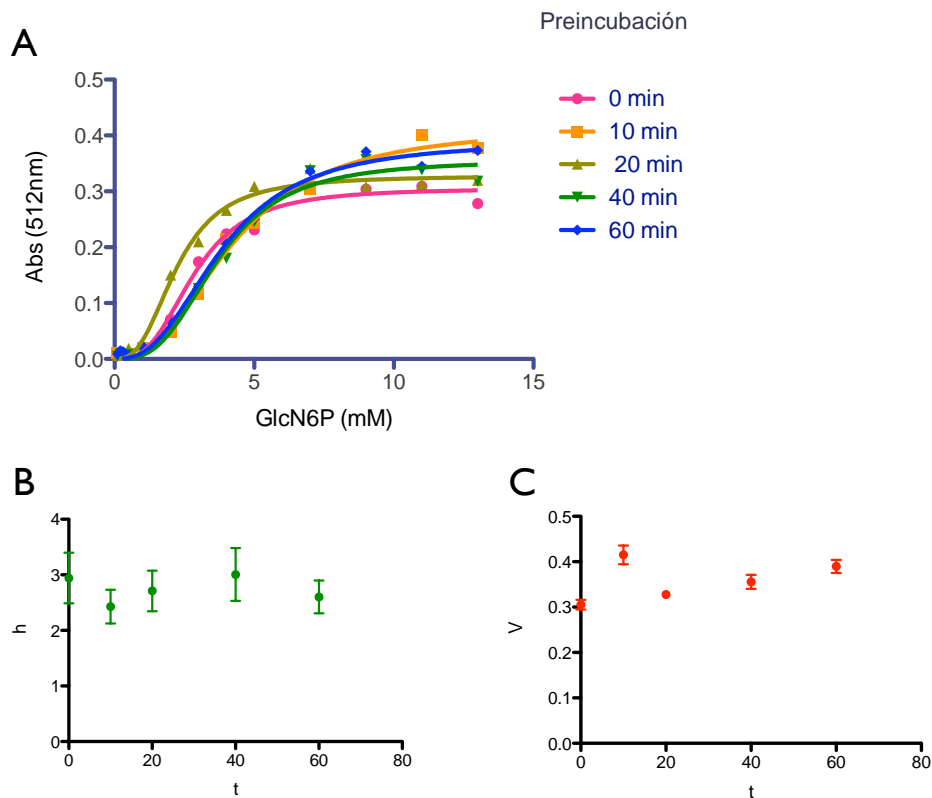 Preincubación
A
0.5
0.4
0.3
0.2
0.1
0.0
Abs (512nm)
0 5 10 15
GlcN6P (mM)
0 min
10 min
20 min
40 min
60 min
B
4
3
2
1
0
h
0 20 40 60 80
t
C
0.5
0.4
0.3
0.2
0.1
0.0
V
0 20 40 60 80
t